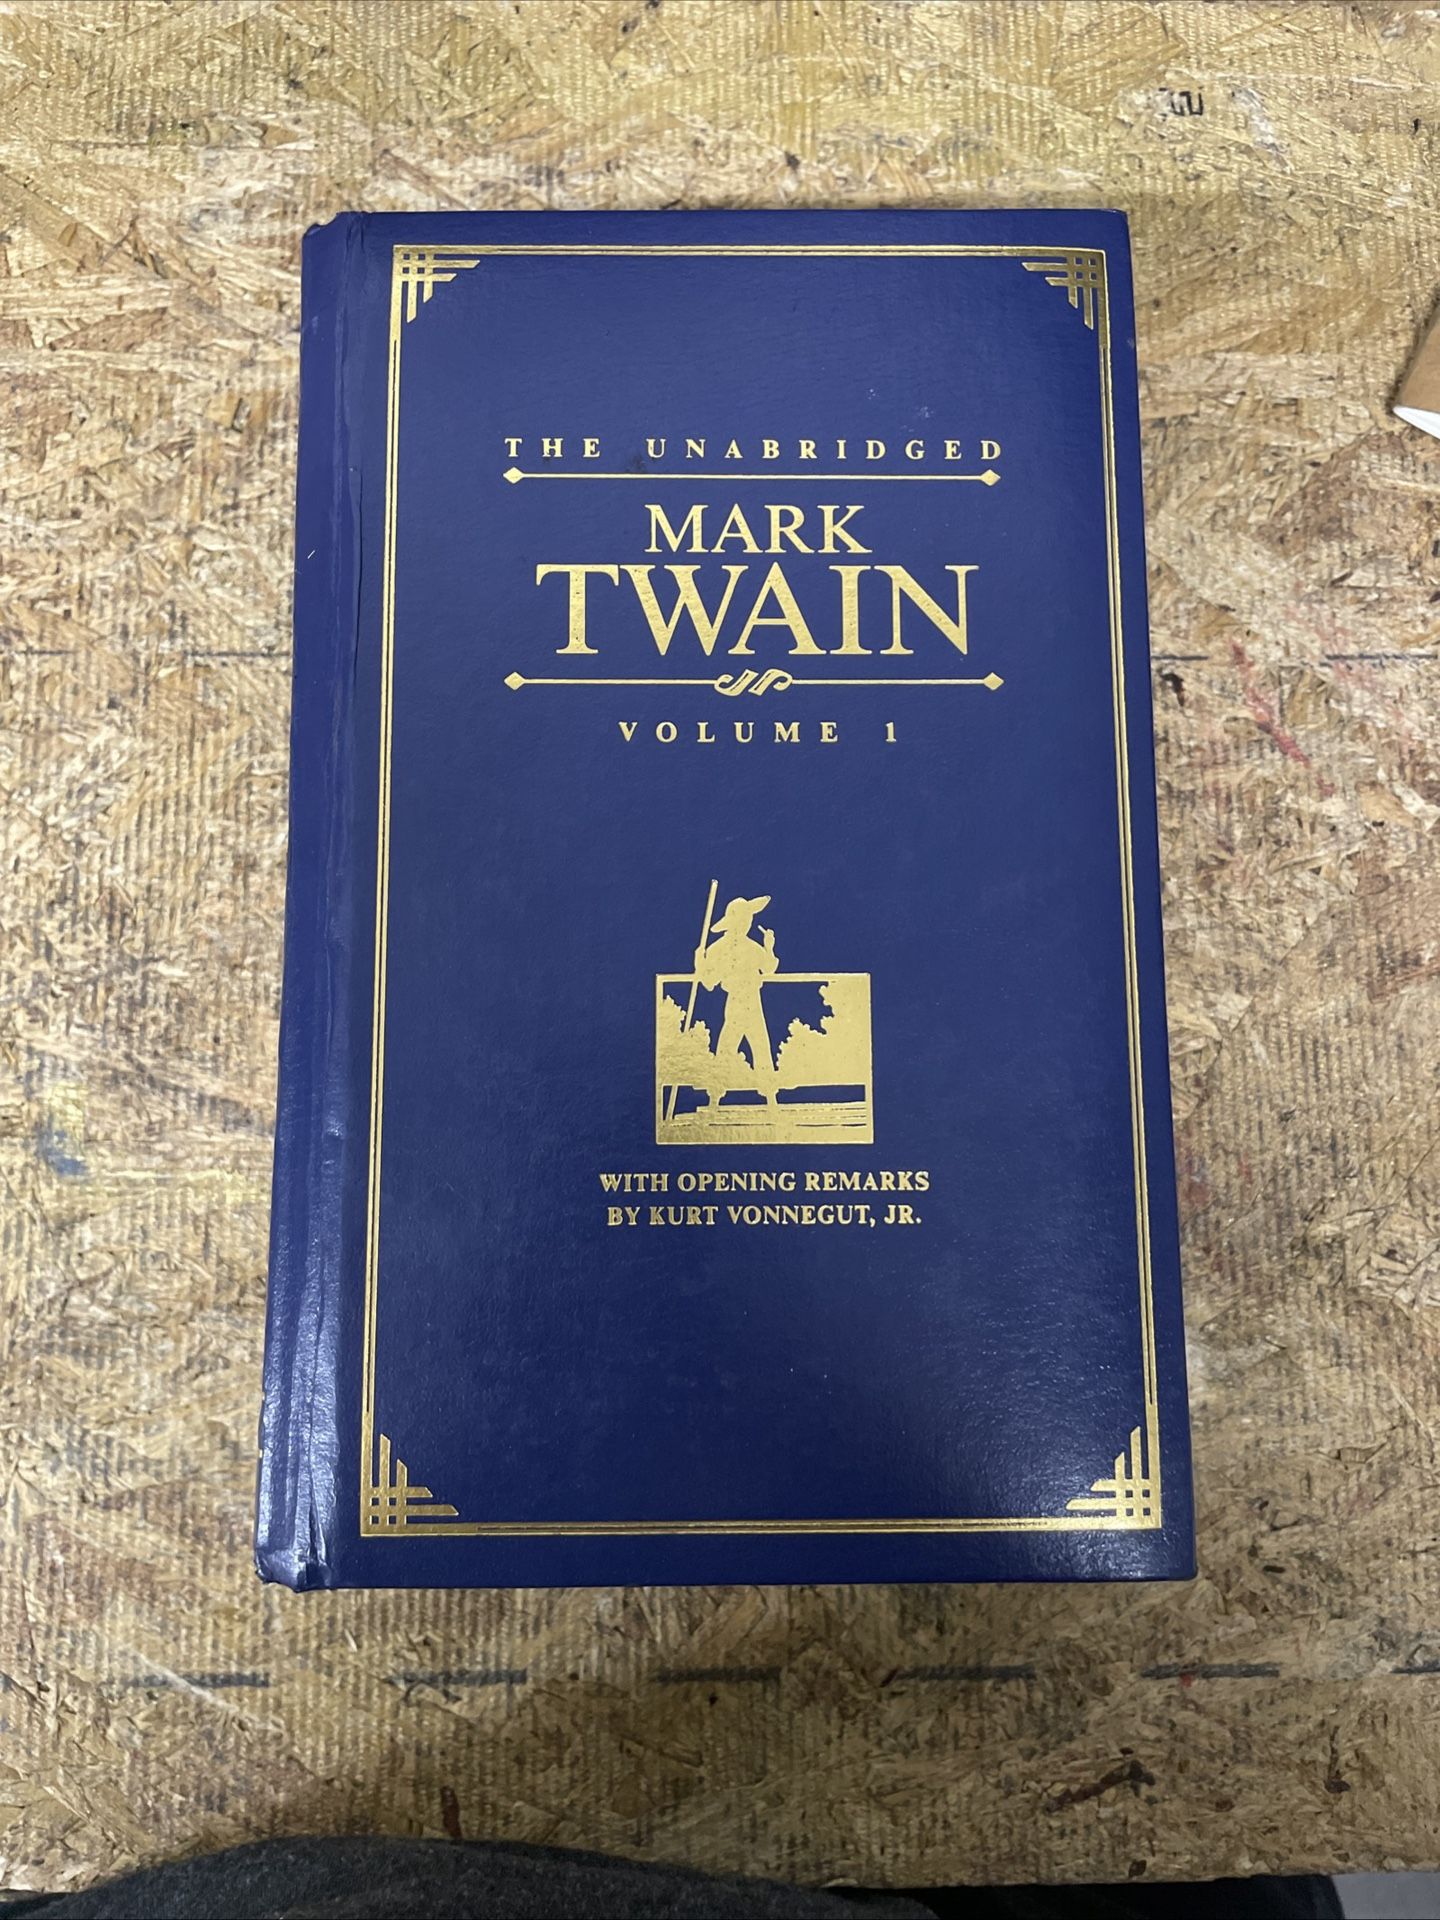 THE UNABRIDGED
MARK
TWAIN
VOLUME 1
WITH OPENING REMARKS
BY KURT VONNEGUT, JR.